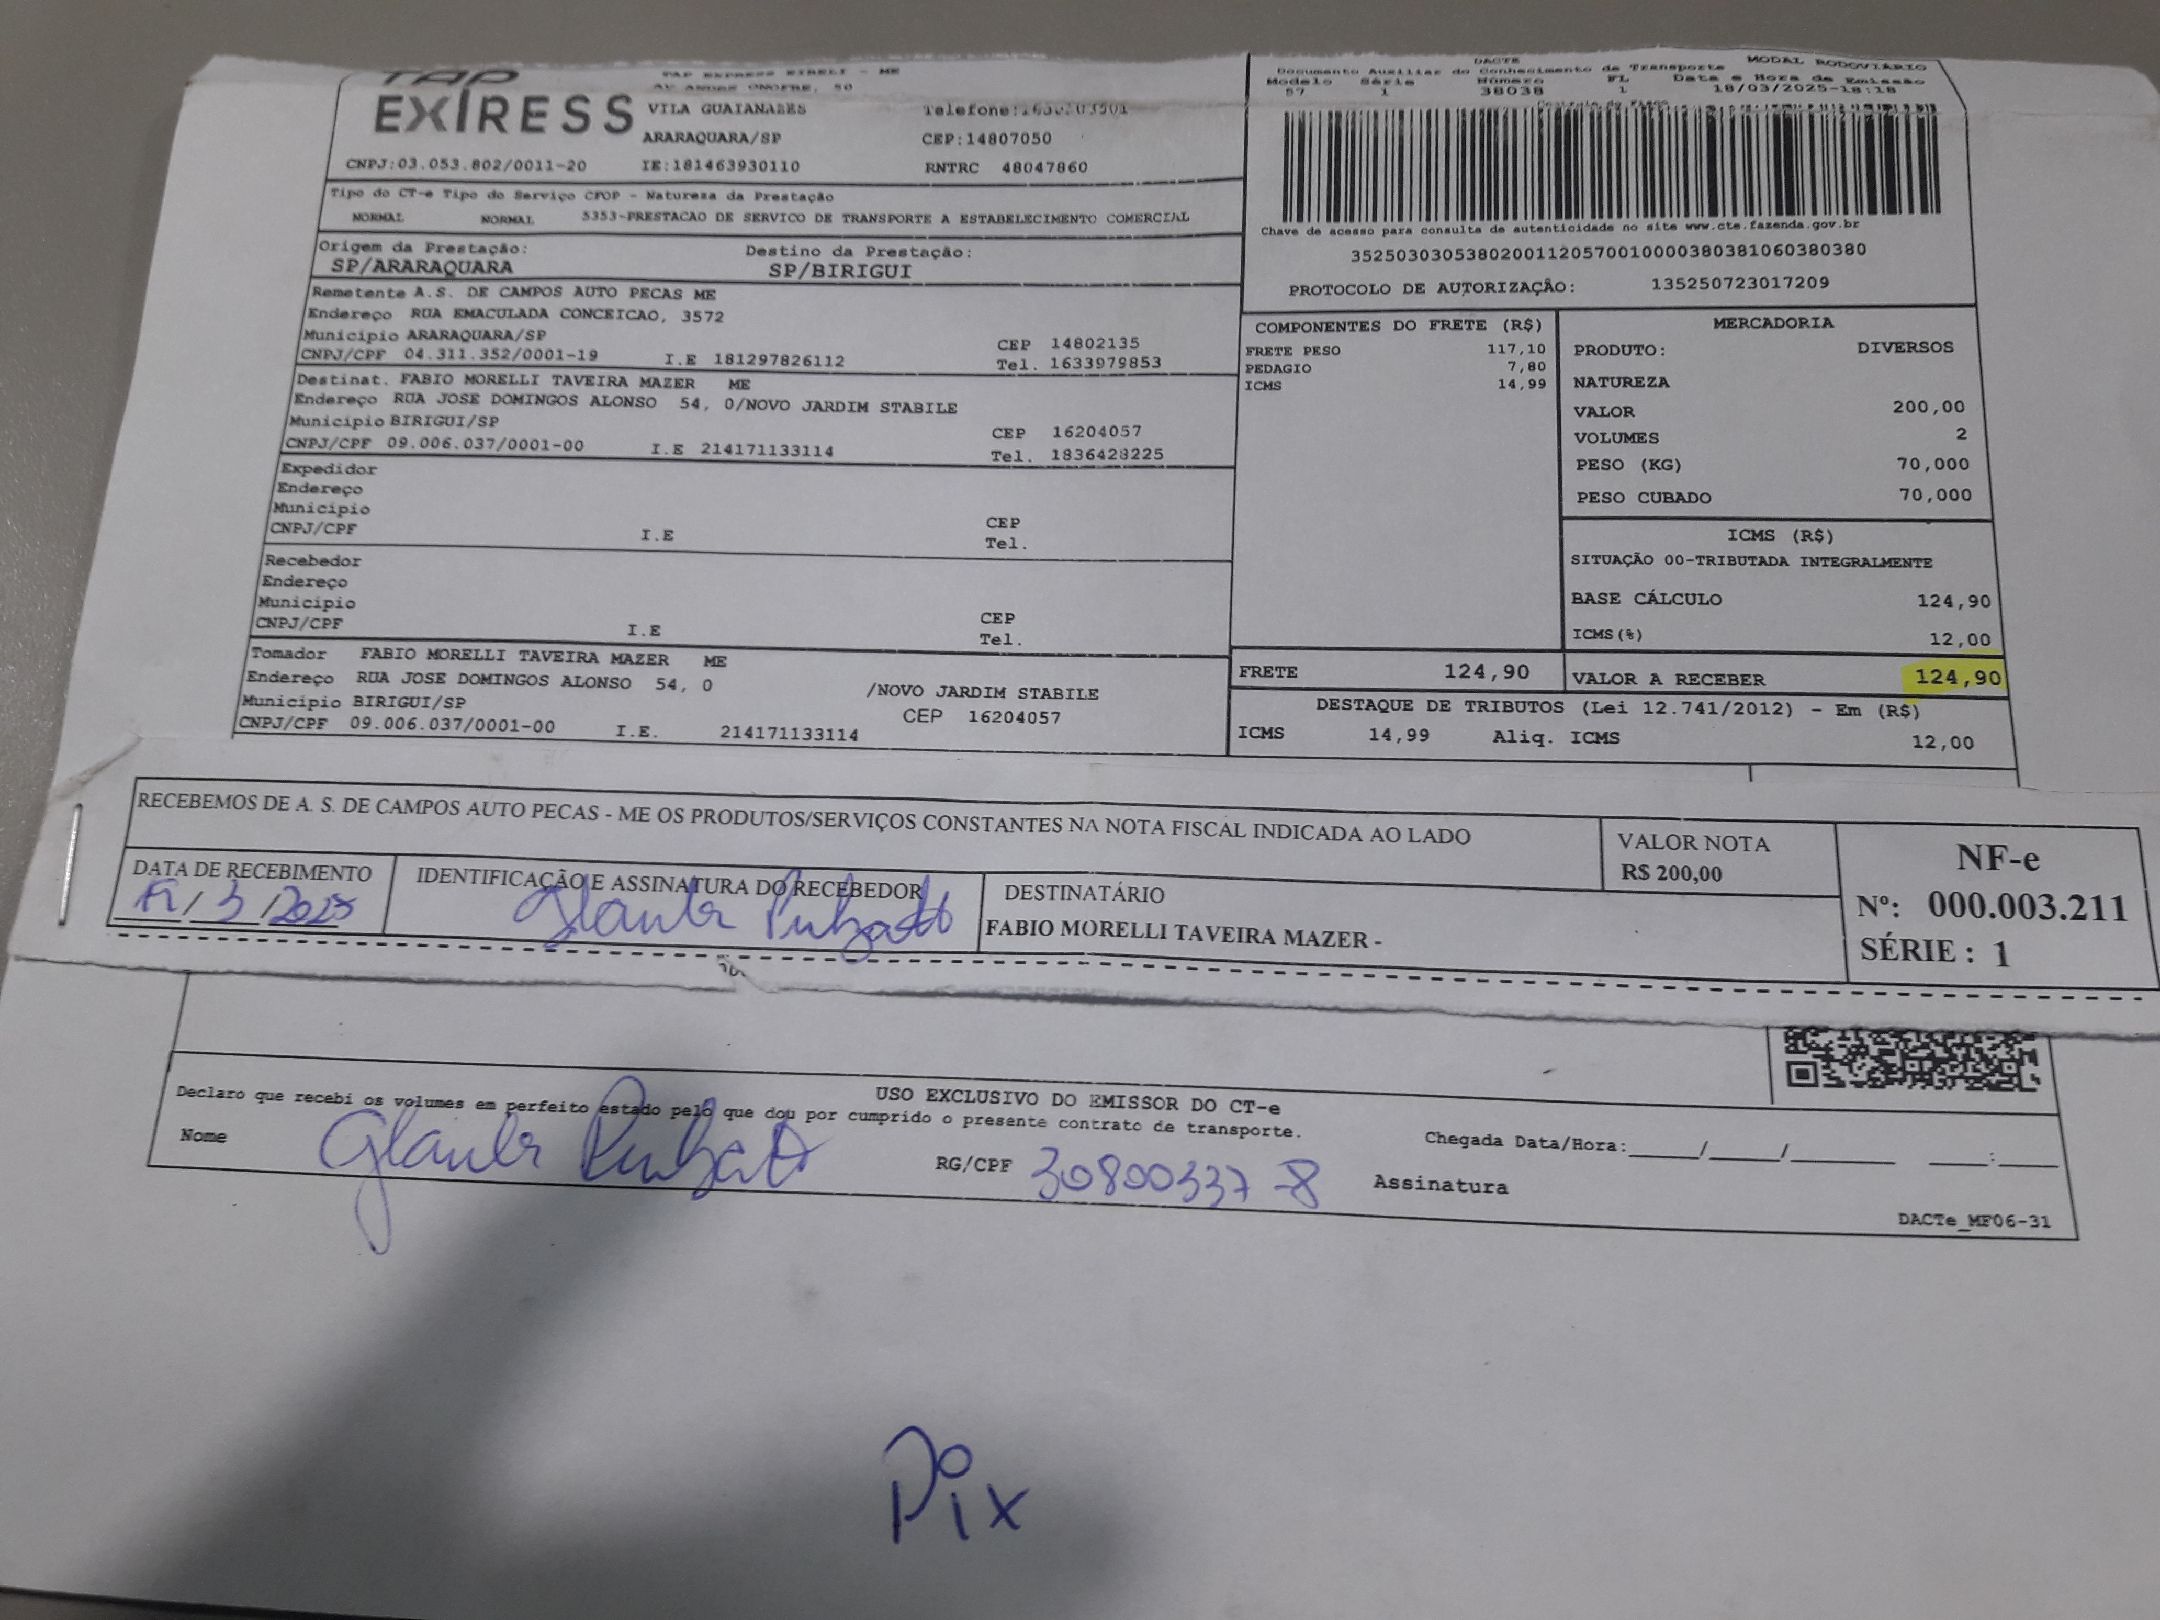 TAP
EXPRESS
TAP EXPRESS EIRELI - ME
VILA GUAIANASES
ARARAQUARA/SP
CEP:14807050
CNPJ:03.053.802/0011-20 IE:181463930110 RNTRC 48047860
DACTE MODAL RODOVIÁRIO
Documento Auxiliar do Conhecimento de Transporte
Modelo Série Número FL Data e Hora de Emissão
57 1 38038 1 18/03/2025-18:18
Tipo do CT-e Tipo do Serviço CFOP - Natureza da Prestação
NORMAL NORMAL 5353-PRESTACAO DE SERVICO DE TRANSPORTE A ESTABELECIMENTO COMERCIAL
Chave de acesso para consulta de autenticidade no site www.cte.fazenda.gov.br
35250303053802001120570010000380381060380380
PROTOCOLO DE AUTORIZAÇÃO: 135250723017209
Origem da Prestação: Destino da Prestação:
SP/ARARAQUARA SP/BIRIGUI
Remetente A.S. DE CAMPOS AUTO PECAS ME
Endereço RUA EMACULADA CONCEICAO, 3572
Município ARARAQUARA/SP CEP 14802135
CNPJ/CPF 04.311.352/0001-19 I.E 181297826112 Tel. 1633979853
Destinat. FABIO MORELLI TAVEIRA MAZER ME
Endereço RUA JOSE DOMINGOS ALONSO 54, 0/NOVO JARDIM STABILE
Município BIRIGUI/SP CEP 16204057
CNPJ/CPF 09.006.037/0001-00 I.E 214171133114 Tel. 1836428225
Expedidor
Endereço
Município CEP
CNPJ/CPF I.E Tel.
Recebedor
Endereço
Município CEP
CNPJ/CPF I.E Tel.
Tomador FABIO MORELLI TAVEIRA MAZER ME
Endereço RUA JOSE DOMINGOS ALONSO 54, 0 /NOVO JARDIM STABILE
Município BIRIGUI/SP CEP 16204057
CNPJ/CPF 09.006.037/0001-00 I.E. 214171133114
COMPONENTES DO FRETE (R$)
FRETE PESO 117,10
PEDAGIO 7,80
ICMS 14,99
MERCADORIA
PRODUTO: DIVERSOS
NATUREZA
VALOR 200,00
VOLUMES 2
PESO (KG) 70,000
PESO CUBADO 70,000
ICMS (R$)
SITUAÇÃO 00-TRIBUTADA INTEGRALMENTE
BASE CÁLCULO 124,90
ICMS(%) 12,00
FRETE 124,90 VALOR A RECEBER 124,90
DESTAQUE DE TRIBUTOS (Lei 12.741/2012) - Em (R$)
ICMS 14,99 Aliq. ICMS 12,00
RECEBEMOS DE A. S. DE CAMPOS AUTO PECAS - ME OS PRODUTOS/SERVIÇOS CONSTANTES NA NOTA FISCAL INDICADA AO LADO
VALOR NOTA
R$ 200,00
DATA DE RECEBIMENTO
/3/2025
IDENTIFICAÇÃO E ASSINATURA DO RECEBEDOR
DESTINATÁRIO
FABIO MORELLI TAVEIRA MAZER -
NF-e
Nº: 000.003.211
SÉRIE : 1
USO EXCLUSIVO DO EMISSOR DO CT-e
Declaro que recebi os volumes em perfeito estado pelo que dou por cumprido o presente contrato de transporte.
Nome RG/CPF 30800337-8
Chegada Data/Hora:____/____/______ ___:___
Assinatura
DACTe_MF06-31
Pix